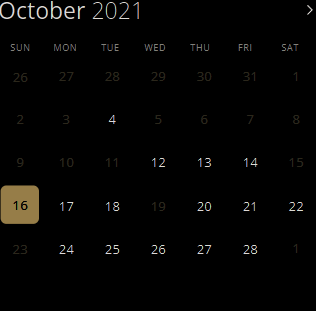 October 2021
SUN MON TUE WED THU FRI SAT
26 27 28 29 30 31 1
2 3 4 5 6 7 8
9 10 11 12 13 14 15
16 17 18 19 20 21 22
23 24 25 26 27 28 1